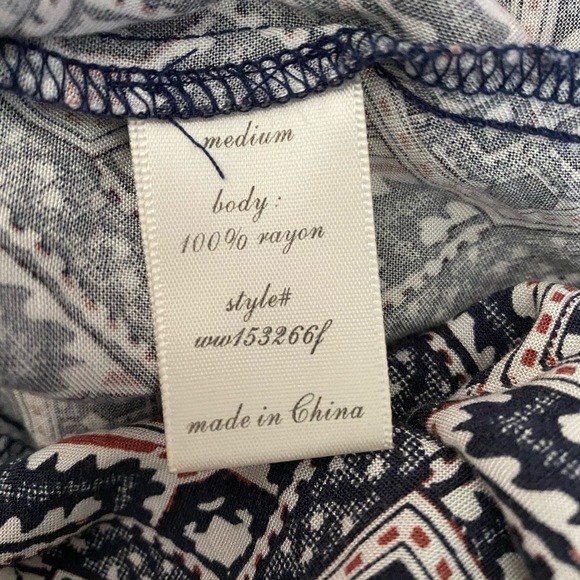 medium
body:
100% rayon
style#
ww153266f
made in China